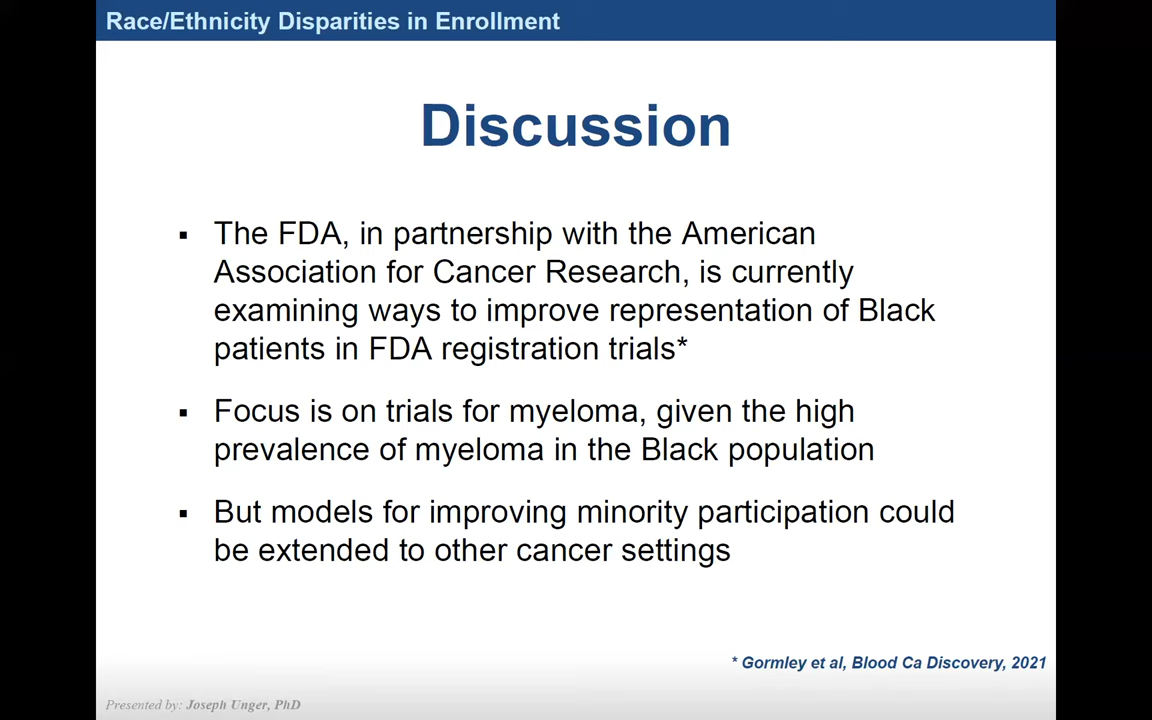 Race/Ethnicity Disparities in Enrollment
Discussion
▪ The FDA, in partnership with the American
Association for Cancer Research, is currently
examining ways to improve representation of Black
patients in FDA registration trials*
▪ Focus is on trials for myeloma, given the high
prevalence of myeloma in the Black population
▪ But models for improving minority participation could
be extended to other cancer settings
* Gormley et al, Blood Ca Discovery, 2021
Presented by: Joseph Unger, PhD